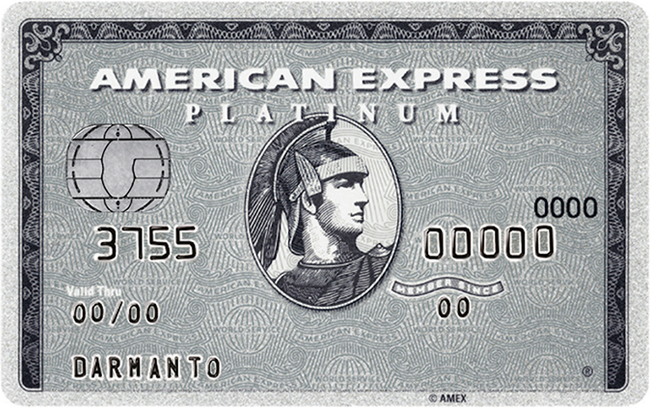 AMERICAN EXPRESS
PLATINUM
0000
3755 00000
Valid Thru MEMBER SINCE
00/00 00
DARMANTO ®
© AMEX